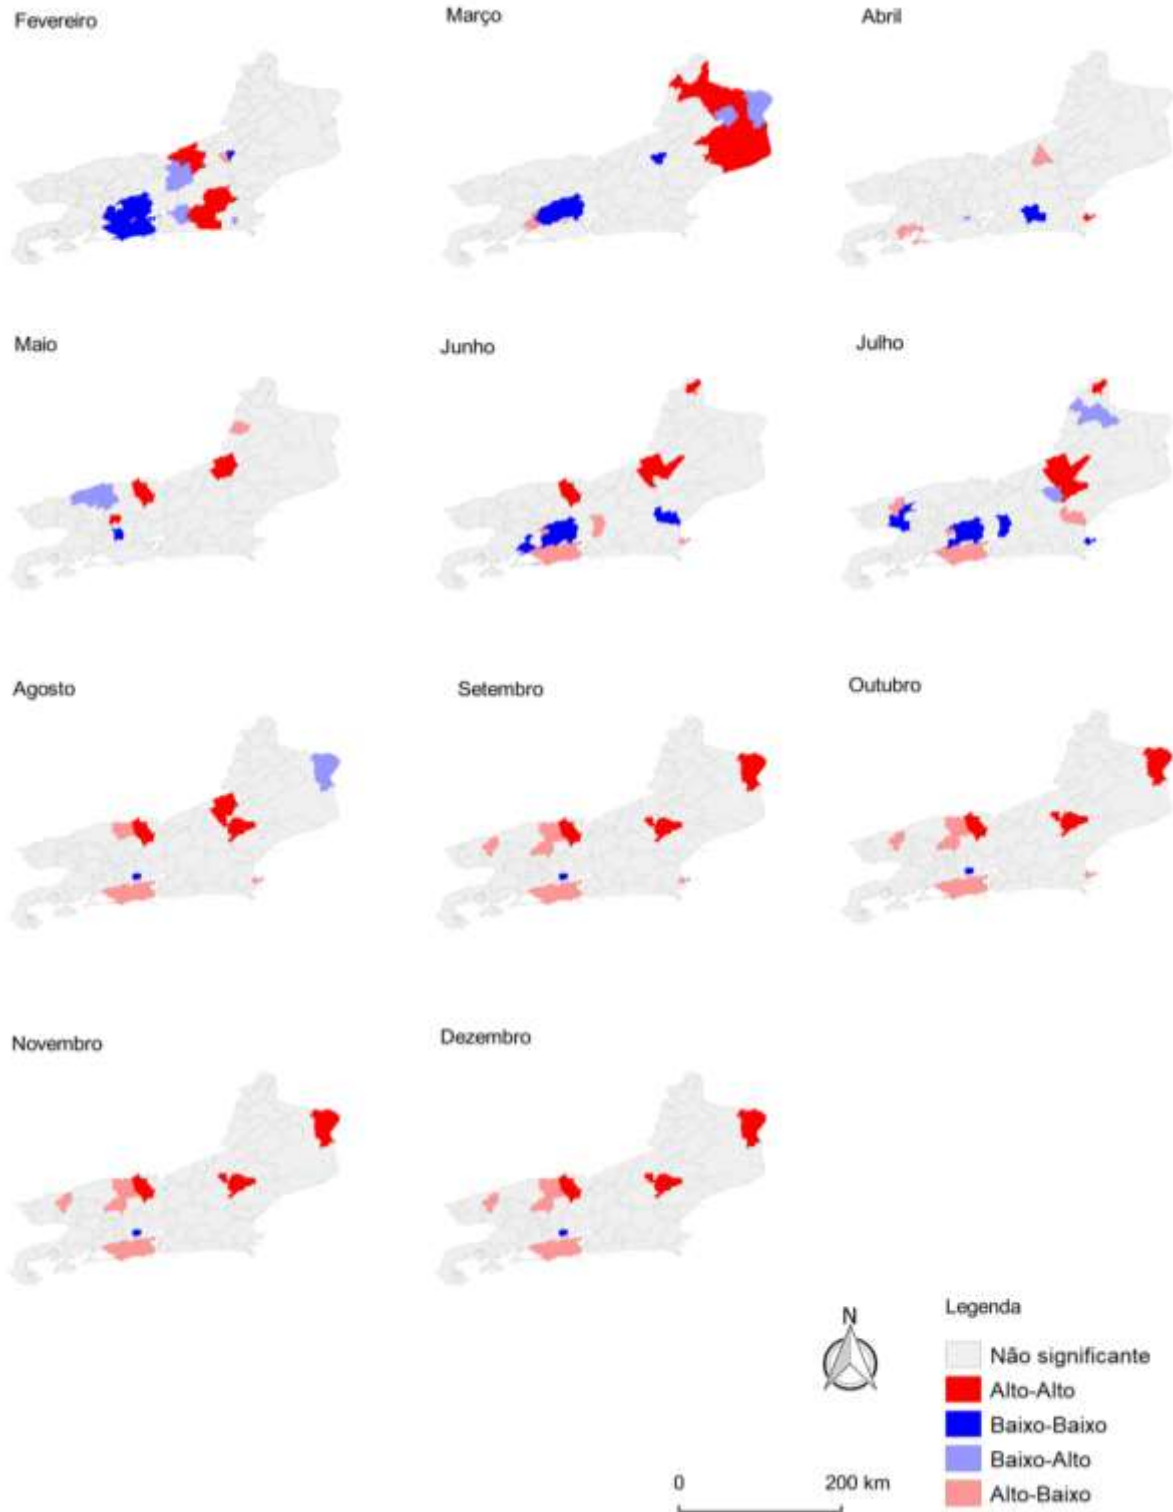 Fevereiro
Março
Abril
Maio
Junho
Julho
Agosto
Setembro
Outubro
Novembro
Dezembro
N
Legenda
Não significante
Alto-Alto
Baixo-Baixo
Baixo-Alto
Alto-Baixo
0 200 km